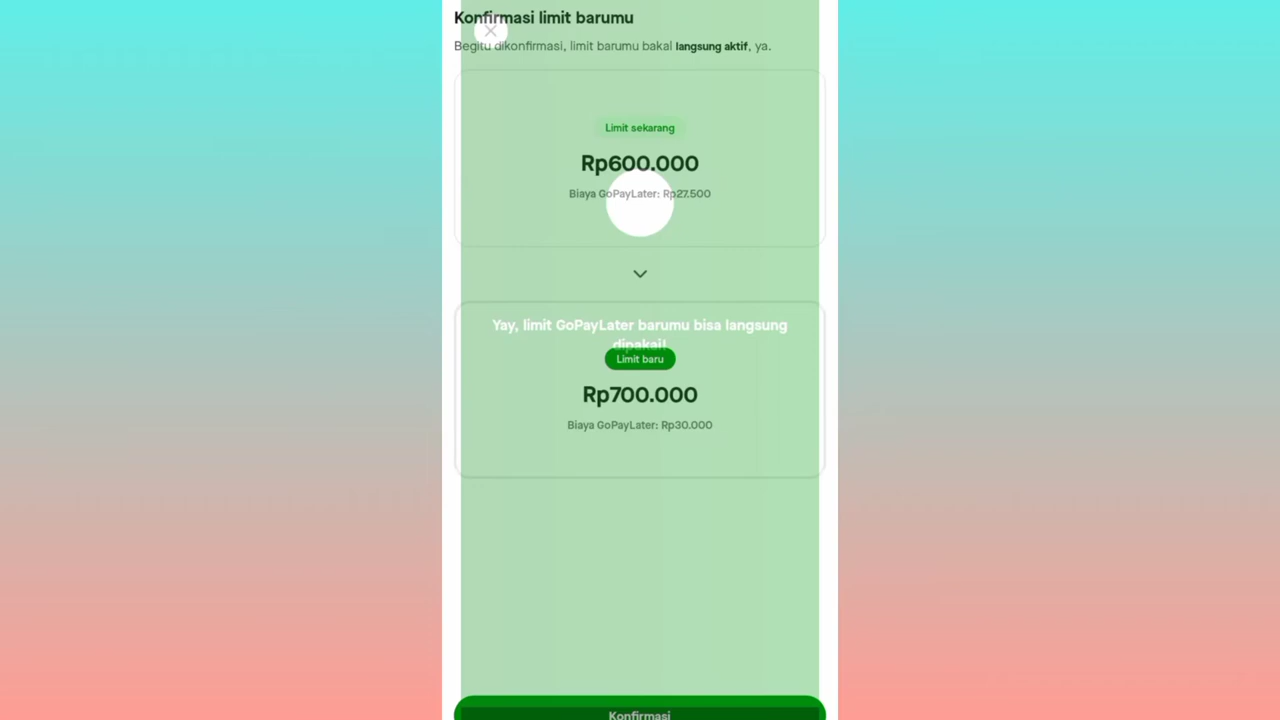 Konfirmasi limit barumu
Begitu dikonfirmasi, limit barumu bakal langsung aktif, ya.
Limit sekarang
Rp600.000
Biaya GoPayLater: Rp27.500
Yay, limit GoPayLater barumu bisa langsung
dipakai!
Limit baru
Rp700.000
Biaya GoPayLater: Rp30.000
Konfirmasi